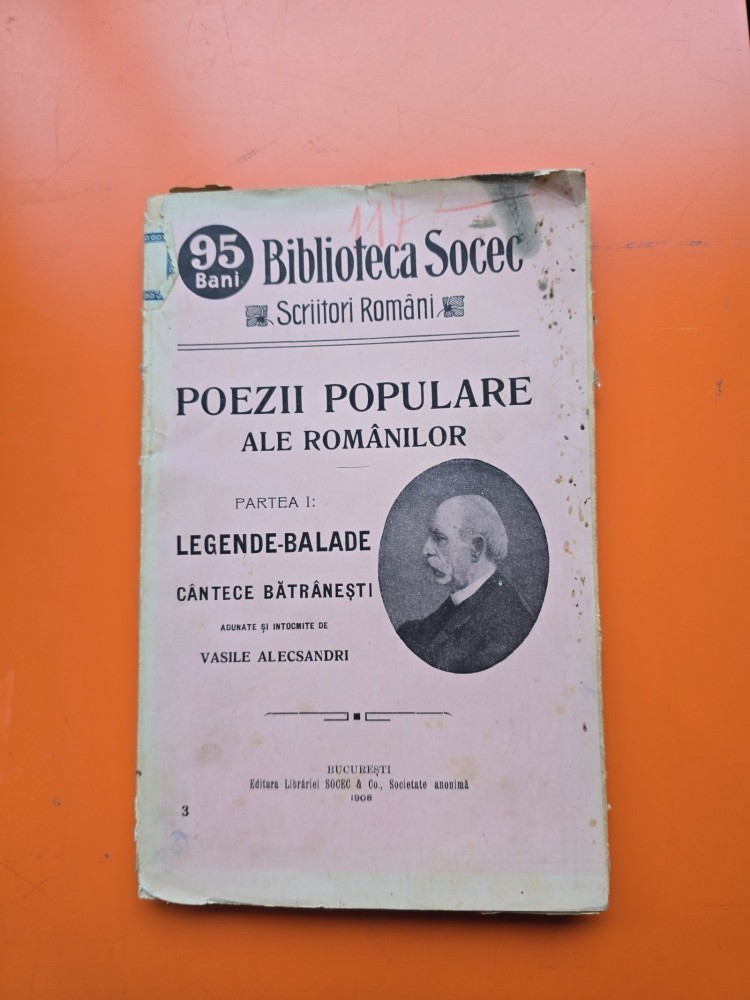 117
95
Bani
Biblioteca Socec
Scriitori Români
POEZII POPULARE
ALE ROMÂNILOR
PARTEA I:
LEGENDE-BALADE
CÂNTECE BĂTRÂNEȘTI
ADUNATE ȘI INTOCMITE DE
VASILE ALECSANDRI
BUCUREȘTI
Editura Librăriei SOCEC & Co., Societate anonimă
1908
3